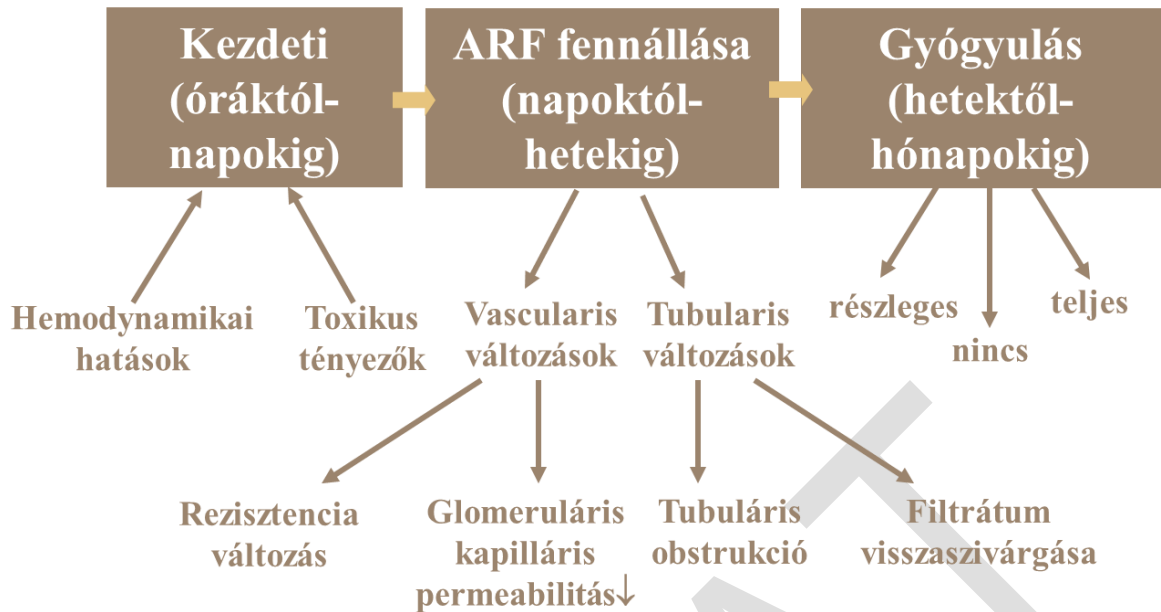 Kezdeti
(óráktól-
napokig)
ARF fennállása
(napoktól-
hetekig)
Gyógyulás
(hetektől-
hónapokig)
Hemodynamikai
hatások
Toxikus
tényezők
Vascularis
változások
Tubularis
változások
részleges
nincs
teljes
Rezisztencia
változás
Glomeruláris
kapilláris
permeabilitás↓
Tubuláris
obstrukció
Filtrátum
visszaszivárgása